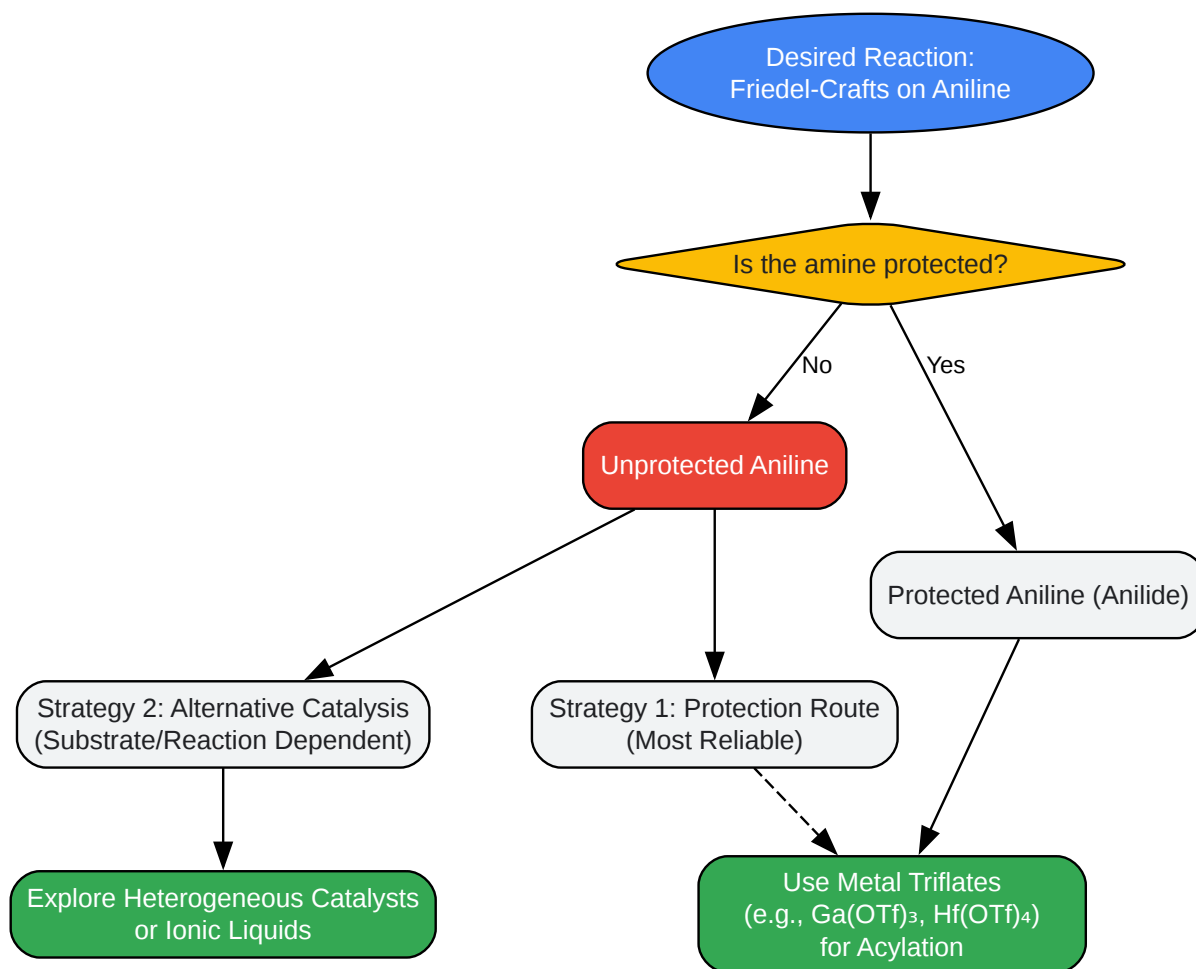 Desired Reaction:
Friedel-Crafts on Aniline
Is the amine protected?
No
Yes
Unprotected Aniline
Protected Aniline (Anilide)
Strategy 2: Alternative Catalysis
(Substrate/Reaction Dependent)
Strategy 1: Protection Route
(Most Reliable)
Explore Heterogeneous Catalysts
or Ionic Liquids
Use Metal Triflates
(e.g., Ga(OTf)₃, Hf(OTf)₄)
for Acylation